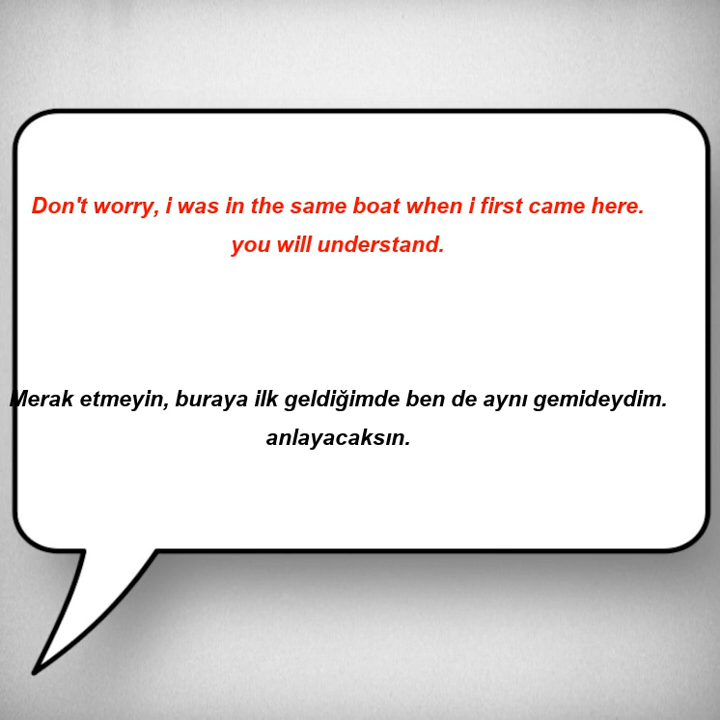 Don't worry, i was in the same boat when i first came here.
you will understand.
Merak etmeyin, buraya ilk geldiğimde ben de aynı gemideydim.
anlayacaksın.